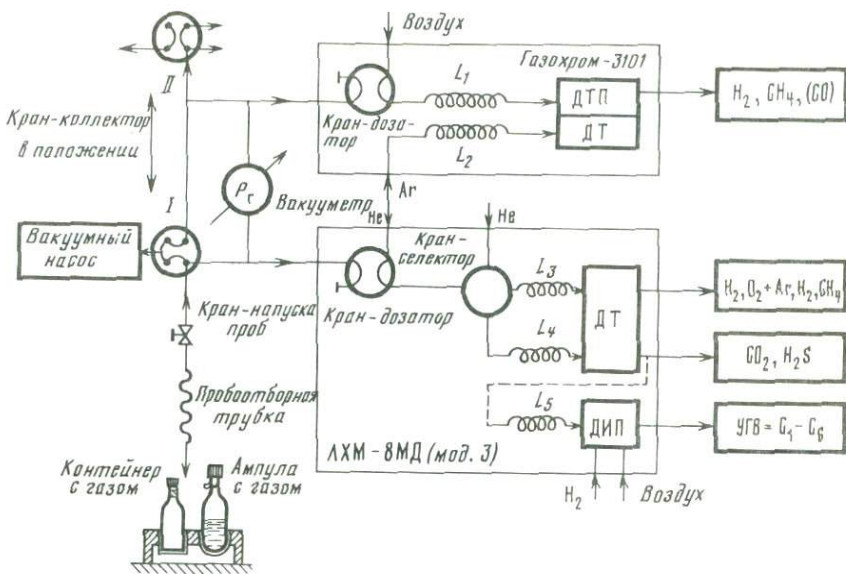 Воздух
Газохром-3101
II
L₁
ДТП
H₂, CH₄, (CO)
Кран-коллектор
в положении
Кран-доза-
тор
ДТ
L₂
I
Pг
Вакууметр
Ar
He
He
Вакуумный
насос
Кран-
селектор
L₃
H₂, O₂ + Ar, H₂, CH₄
Кран-напуска
проб
Кран-дозатор
L₄
ДТ
CO₂, H₂S
Пробоотборная
трубка
L₅
ДИП
УГВ = C₁ – C₆
Контейнер
с газом
Ампула
с газом
ЛХМ-8МД (мод. 3)
H₂
Воздух